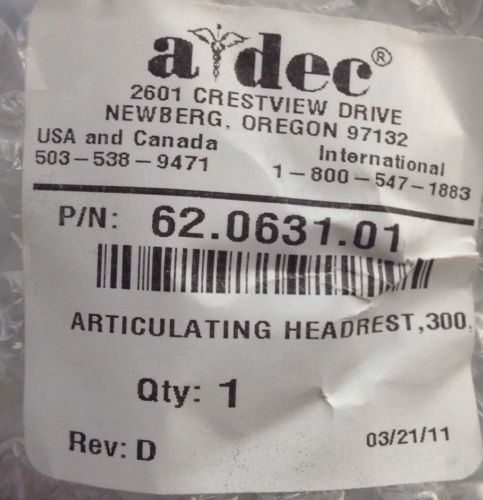 a dec®
2601 CRESTVIEW DRIVE
NEWBERG, OREGON 97132
USA and Canada
503-538-9471
International
1-800-547-1883
P/N: 62.0631.01
ARTICULATING HEADREST,300,
Qty: 1
Rev: D
03/21/11